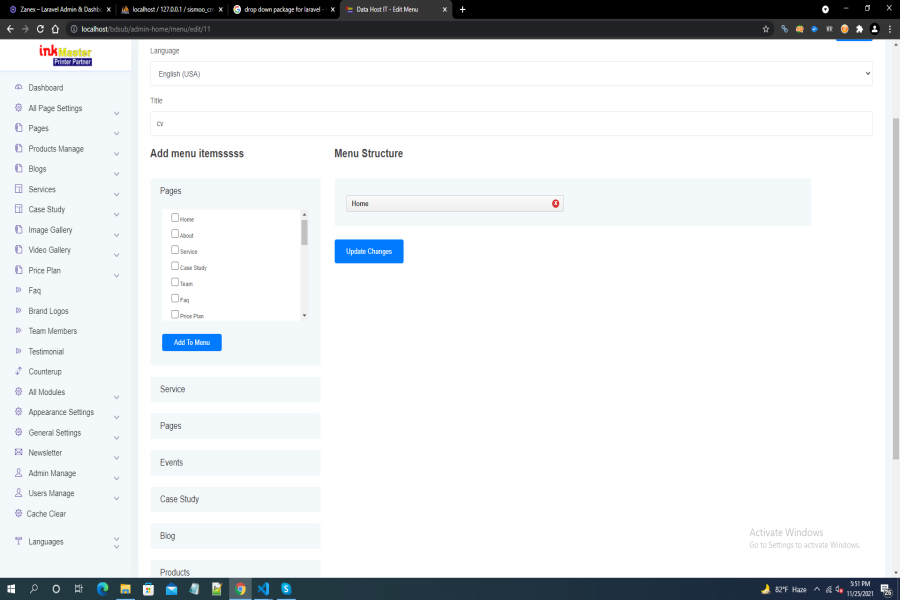 Zanex – Laravel Admin & Dashb
localhost / 127.0.0.1 / sismoo_cm
drop down package for laravel -
Data Host IT - Edit Menu
localhost/bdsub/admin-home/menu/edit/11
ink Master
Printer Partner
Dashboard
All Page Settings
Pages
Products Manage
Blogs
Services
Case Study
Image Gallery
Video Gallery
Price Plan
Faq
Brand Logos
Team Members
Testimonial
Counterup
All Modules
Appearance Settings
General Settings
Newsletter
Admin Manage
Users Manage
Cache Clear
Languages
Language
English (USA)
Title
cv
Add menu itemsssss
Pages
Home
About
Service
Case Study
Team
Faq
Price Plan
Add To Menu
Service
Pages
Events
Case Study
Blog
Products
Menu Structure
Home
Update Changes
Activate Windows
Go to Settings to activate Windows.
82°F Haze
5:51 PM
11/25/2021